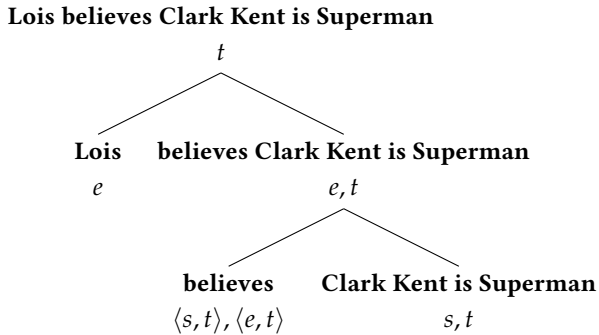 Lois believes Clark Kent is Superman
t
Lois believes Clark Kent is Superman
e e, t
believes Clark Kent is Superman
⟨s, t⟩, ⟨e, t⟩ s, t